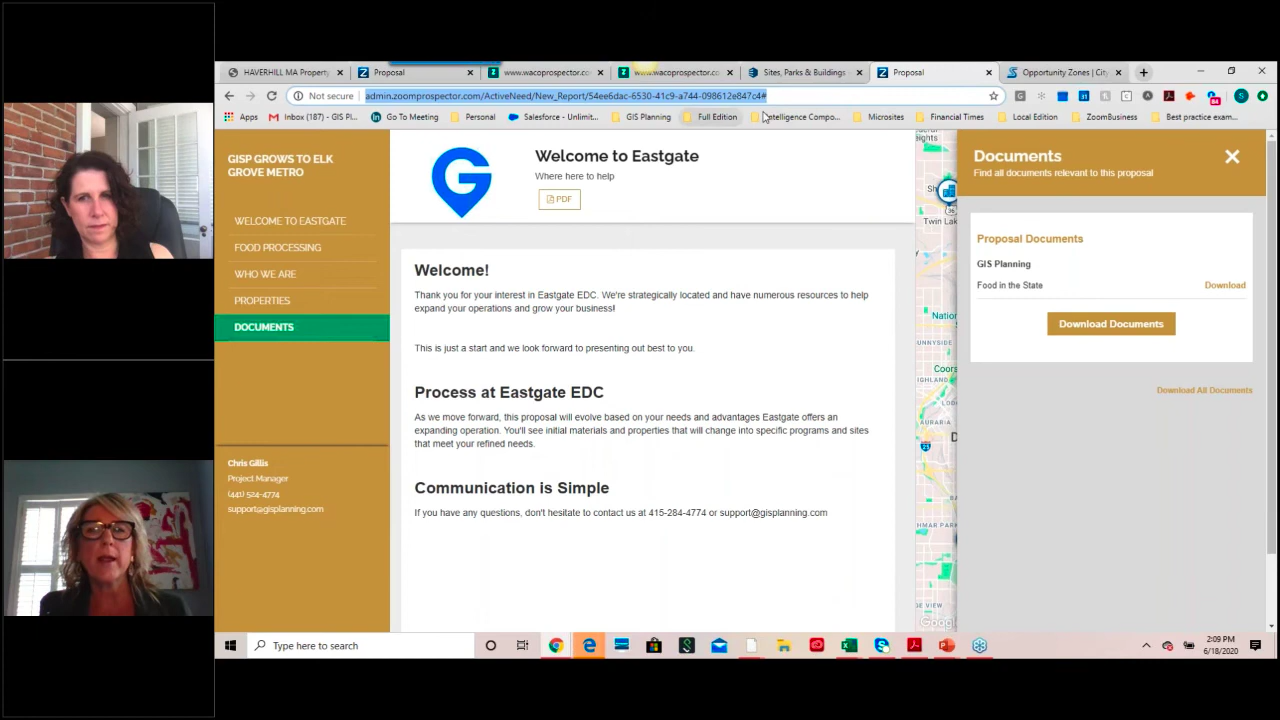 HAVERHILL MA Property
Proposal
www.wacoprospector.co
www.wacoprospector.co
Sites, Parks & Buildings
Proposal
Opportunity Zones | Cit
Not secure
admin.zoomprospector.com/ActiveNeed/New_Report/54ee6dac-6530-41c9-a744-098612e847c4#
Apps
Inbox (187) - GIS Pl...
Go To Meeting
Personal
Salesforce - Unlimit...
GIS Planning
Full Edition
Intelligence Compo...
Microsites
Financial Times
Local Edition
ZoomBusiness
Best practice exam...
GISP GROWS TO ELK
GROVE METRO
WELCOME TO EASTGATE
FOOD PROCESSING
WHO WE ARE
PROPERTIES
DOCUMENTS
Chris Gillis
Project Manager
(441) 524-4774
support@gisplanning.com
Welcome to Eastgate
Where here to help
PDF
Welcome!
Thank you for your interest in Eastgate EDC. We're strategically located and have numerous resources to help
expand your operations and grow your business!
This is just a start and we look forward to presenting out best to you.
Process at Eastgate EDC
As we move forward, this proposal will evolve based on your needs and advantages Eastgate offers an
expanding operation. You'll see initial materials and properties that will change into specific programs and sites
that meet your refined needs.
Communication is Simple
If you have any questions, don't hesitate to contact us at 415-284-4774 or support@gisplanning.com
Twin Lak
SUNNYSIDE
HIGHLAND
Documents
Find all documents relevant to this proposal
Proposal Documents
GIS Planning
Food in the State
Download
Download Documents
Download All Documents
Type here to search
2:09 PM
6/18/2020